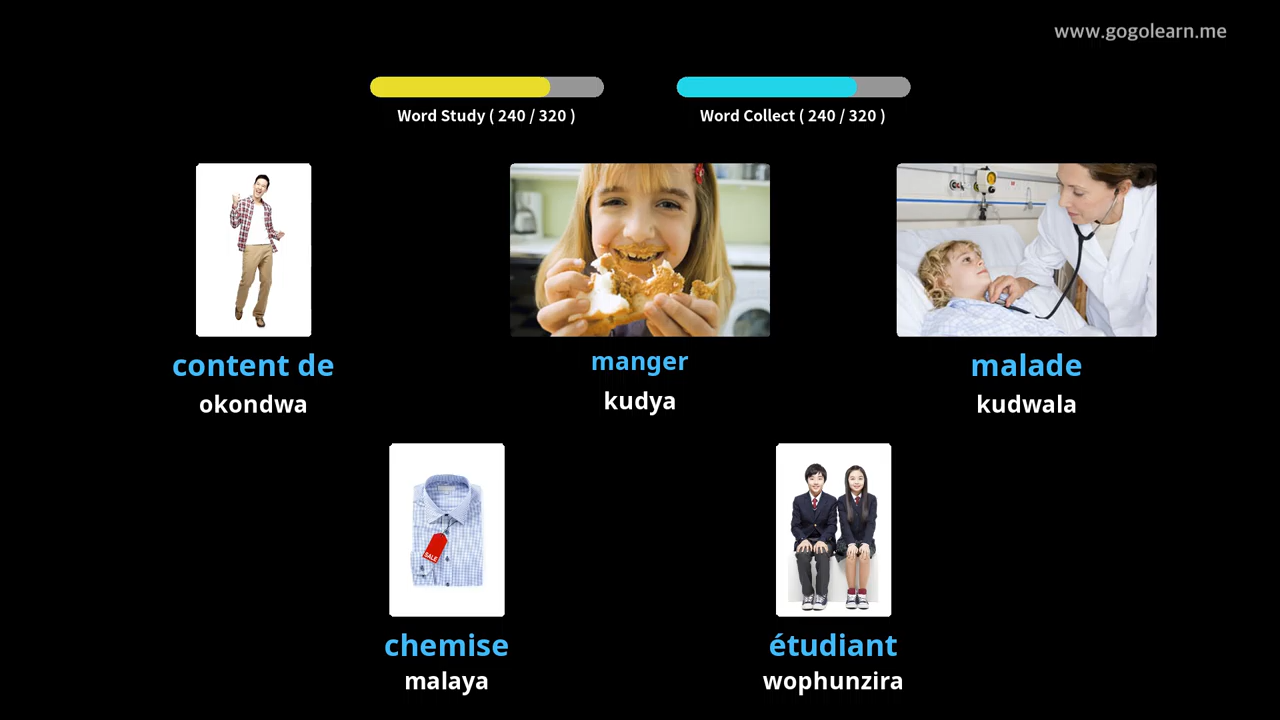 www.gogolearn.me
Word Study ( 240 / 320 )
Word Collect ( 240 / 320 )
content de
okondwa
manger
kudya
malade
kudwala
SALE
chemise
malaya
étudiant
wophunzira